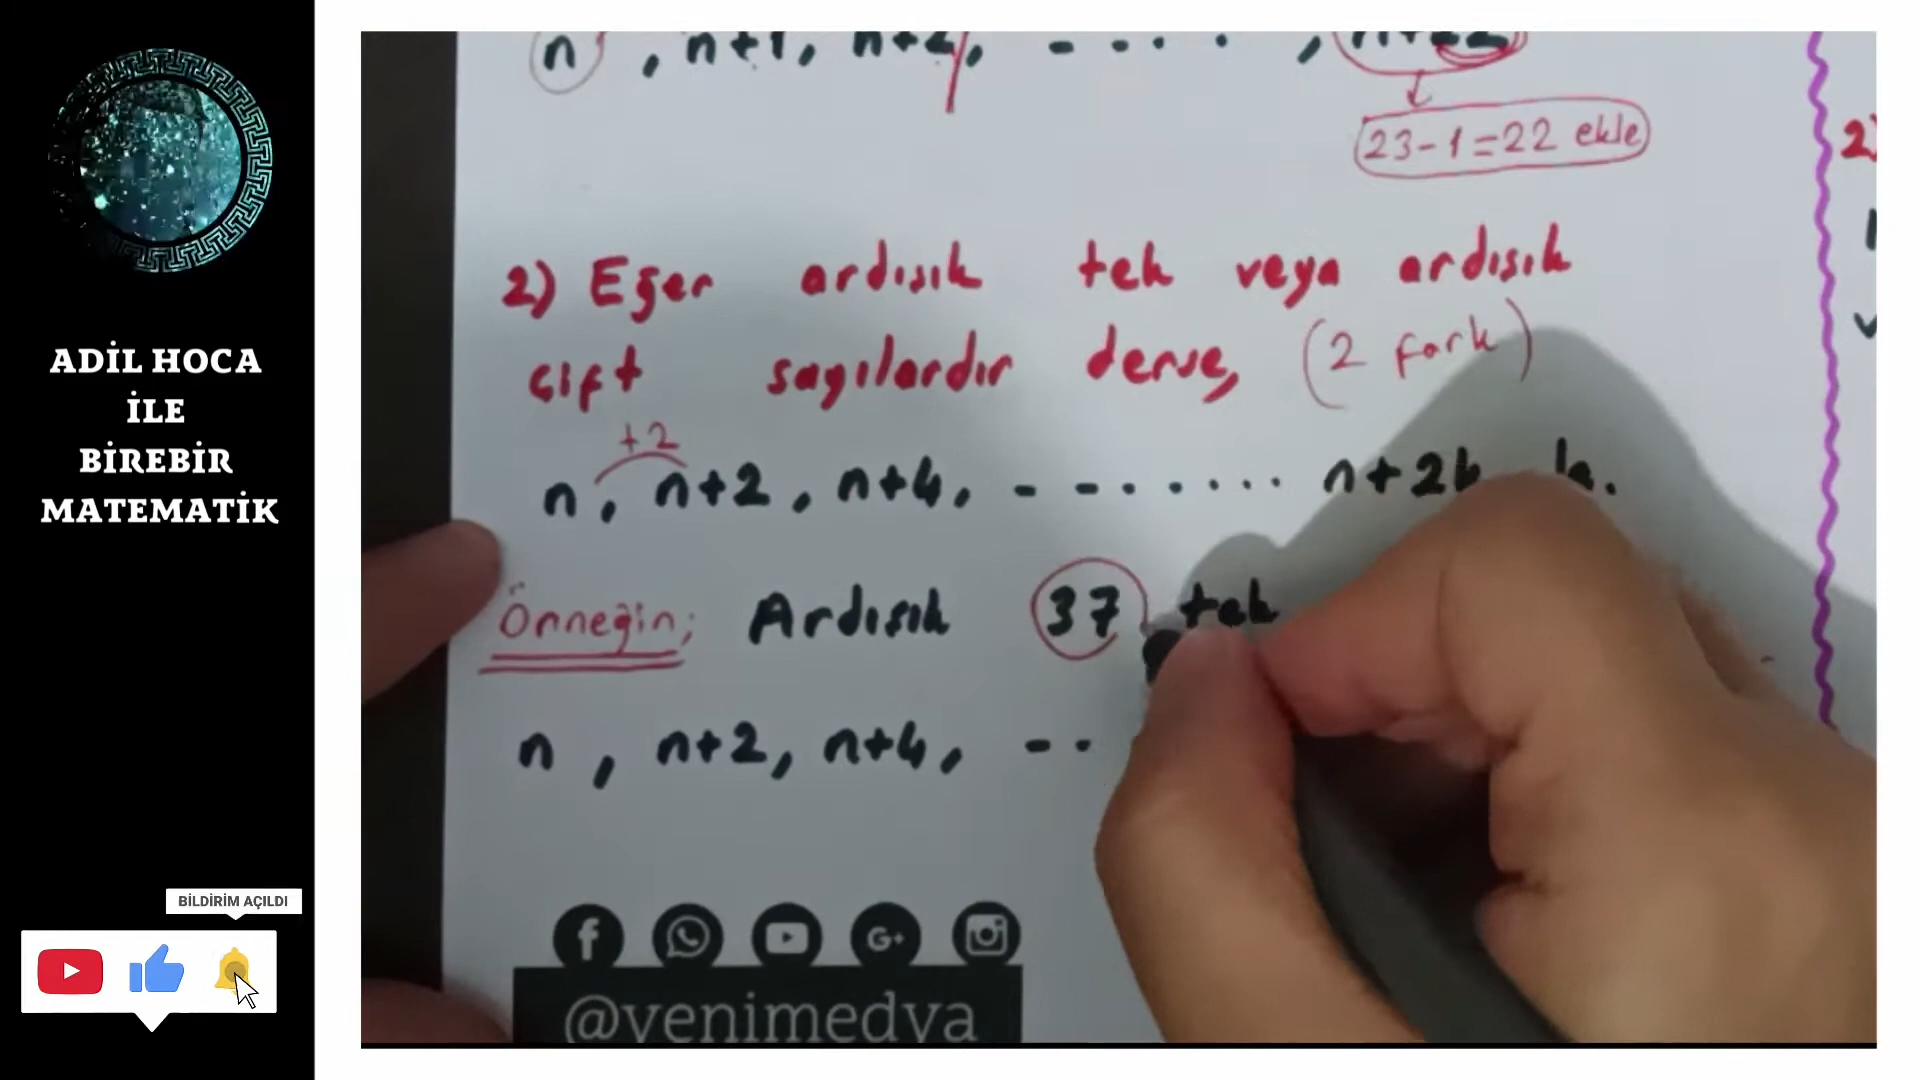 ADİL HOCA
İLE
BİREBİR
MATEMATİK
BİLDİRİM AÇILDI
n , n+1, n+2, - - - - - ,
23-1=22 ekle
2)
2) Eğer ardışık tek veya ardışık
çift sayılardır derse, (2 fark)
+2
n, n+2, n+4, - - - - - - - - n+2k
Örneğin; Ardışık 37 tek
n , n+2, n+4, - -
@yenimedya